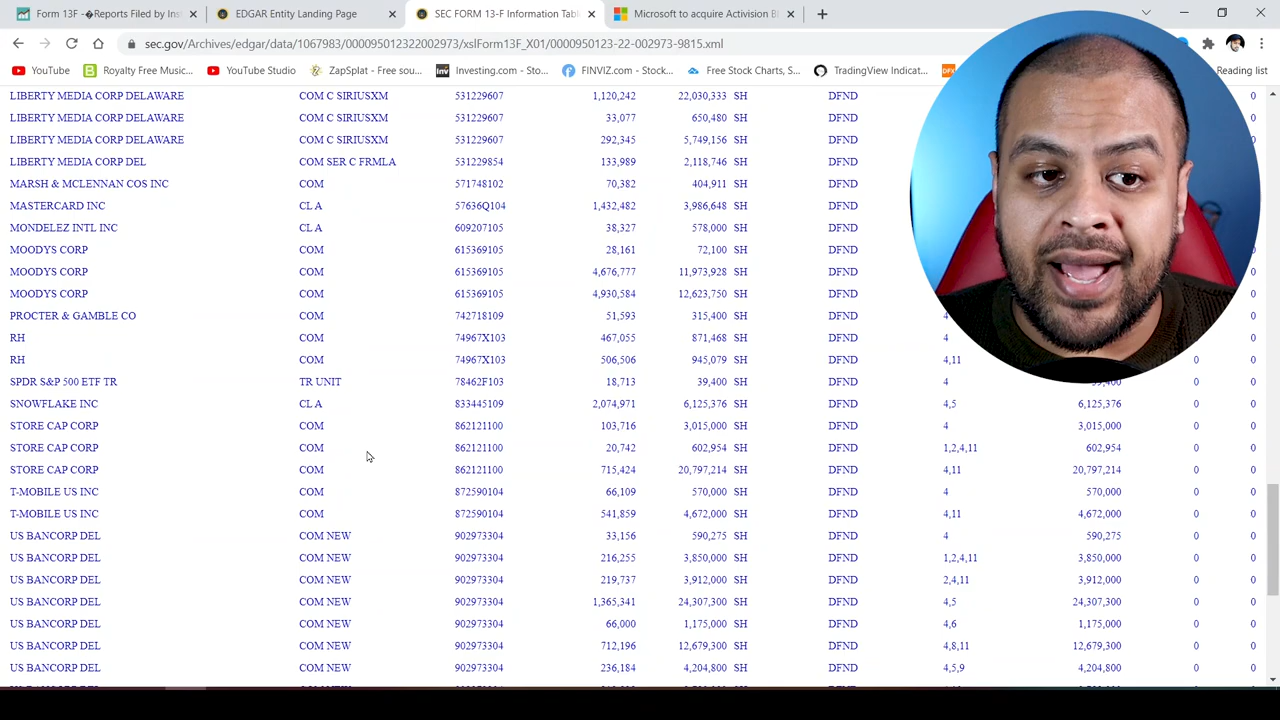 Form 13F -�Reports Filed by Inst
EDGAR Entity Landing Page
SEC FORM 13-F Information Tabl
Microsoft to acquire Activision Bl
sec.gov/Archives/edgar/data/1067983/000095012322002973/xslForm13F_X01/0000950123-22-002973-9815.xml
YouTube Royalty Free Music... YouTube Studio ZapSplat - Free sou... Investing.com - Sto... FINVIZ.com - Stock... Free Stock Charts, S... TradingView Indicat... DFX Reading list
LIBERTY MEDIA CORP DELAWARE COM C SIRIUSXM 531229607 1,120,242 22,030,333 SH DFND 0
LIBERTY MEDIA CORP DELAWARE COM C SIRIUSXM 531229607 33,077 650,480 SH DFND 0
LIBERTY MEDIA CORP DELAWARE COM C SIRIUSXM 531229607 292,345 5,749,156 SH DFND 0
LIBERTY MEDIA CORP DEL COM SER C FRMLA 531229854 133,989 2,118,746 SH DFND 0
MARSH & MCLENNAN COS INC COM 571748102 70,382 404,911 SH DFND 0
MASTERCARD INC CL A 57636Q104 1,432,482 3,986,648 SH DFND 0
MONDELEZ INTL INC CL A 609207105 38,327 578,000 SH DFND 0
MOODYS CORP COM 615369105 28,161 72,100 SH DFND 0
MOODYS CORP COM 615369105 4,676,777 11,973,928 SH DFND 0
MOODYS CORP COM 615369105 4,930,584 12,623,750 SH DFND 0
PROCTER & GAMBLE CO COM 742718109 51,593 315,400 SH DFND 4 0
RH COM 74967X103 467,055 871,468 SH DFND 4 0
RH COM 74967X103 506,506 945,079 SH DFND 4,11 0
SPDR S&P 500 ETF TR TR UNIT 78462F103 18,713 39,400 SH DFND 4 39,400 0 0
SNOWFLAKE INC CL A 833445109 2,074,971 6,125,376 SH DFND 4,5 6,125,376 0 0
STORE CAP CORP COM 862121100 103,716 3,015,000 SH DFND 4 3,015,000 0 0
STORE CAP CORP COM 862121100 20,742 602,954 SH DFND 1,2,4,11 602,954 0 0
STORE CAP CORP COM 862121100 715,424 20,797,214 SH DFND 4,11 20,797,214 0 0
T-MOBILE US INC COM 872590104 66,109 570,000 SH DFND 4 570,000 0 0
T-MOBILE US INC COM 872590104 541,859 4,672,000 SH DFND 4,11 4,672,000 0 0
US BANCORP DEL COM NEW 902973304 33,156 590,275 SH DFND 4 590,275 0 0
US BANCORP DEL COM NEW 902973304 216,255 3,850,000 SH DFND 1,2,4,11 3,850,000 0 0
US BANCORP DEL COM NEW 902973304 219,737 3,912,000 SH DFND 2,4,11 3,912,000 0 0
US BANCORP DEL COM NEW 902973304 1,365,341 24,307,300 SH DFND 4,5 24,307,300 0 0
US BANCORP DEL COM NEW 902973304 66,000 1,175,000 SH DFND 4,6 1,175,000 0 0
US BANCORP DEL COM NEW 902973304 712,196 12,679,300 SH DFND 4,8,11 12,679,300 0 0
US BANCORP DEL COM NEW 902973304 236,184 4,204,800 SH DFND 4,5,9 4,204,800 0 0